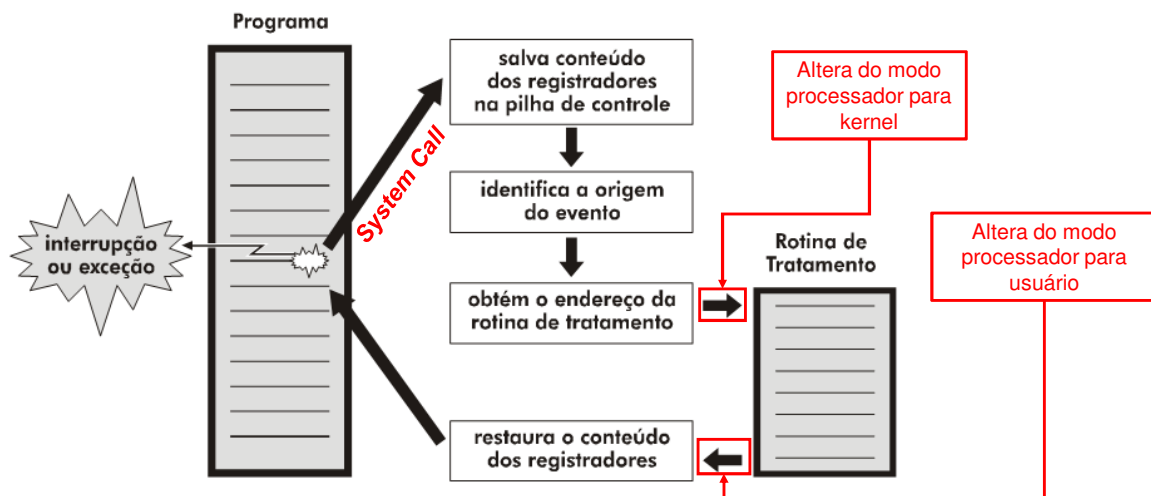 Programa
salva conteúdo
dos registradores
na pilha de controle
Altera do modo
processador para
kernel
System Call
identifica a origem
do evento
interrupção
ou exceção
Rotina de
Tratamento
Altera do modo
processador para
usuário
obtém o endereço da
rotina de tratamento
restaura o conteúdo
dos registradores